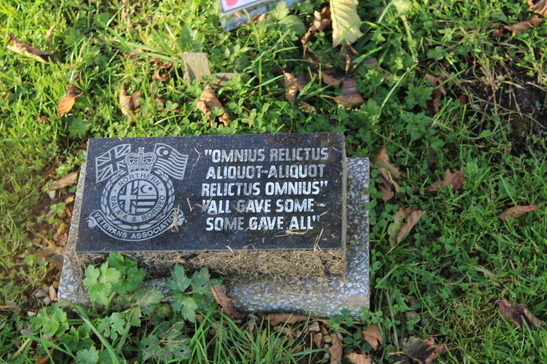 "OMNIUS RELICTUS
ALIQUOT-ALIQUOT
RELICTUS OMNIUS"
"ALL GAVE SOME-
SOME GAVE ALL"
VETERANS ASSOCIATION